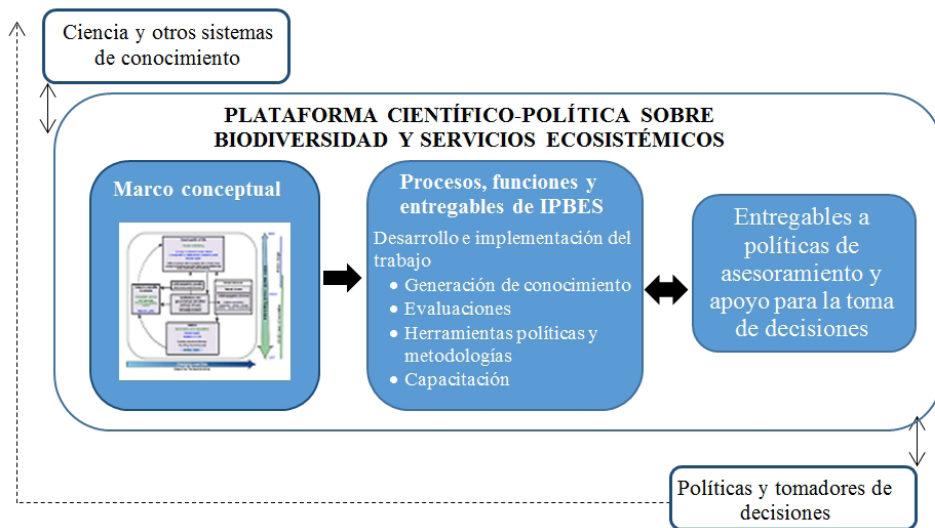 Ciencia y otros sistemas
de conocimiento
PLATAFORMA CIENTÍFICO-POLÍTICA SOBRE
BIODIVERSIDAD Y SERVICIOS ECOSISTÉMICOS
Marco conceptual
Procesos, funciones y
entregables de IPBES
Desarrollo e implementación del
trabajo
• Generación de conocimiento
• Evaluaciones
• Herramientas políticas y
metodologías
• Capacitación
Entregables a
políticas de
asesoramiento y
apoyo para la toma
de decisiones
Políticas y tomadores de
decisiones